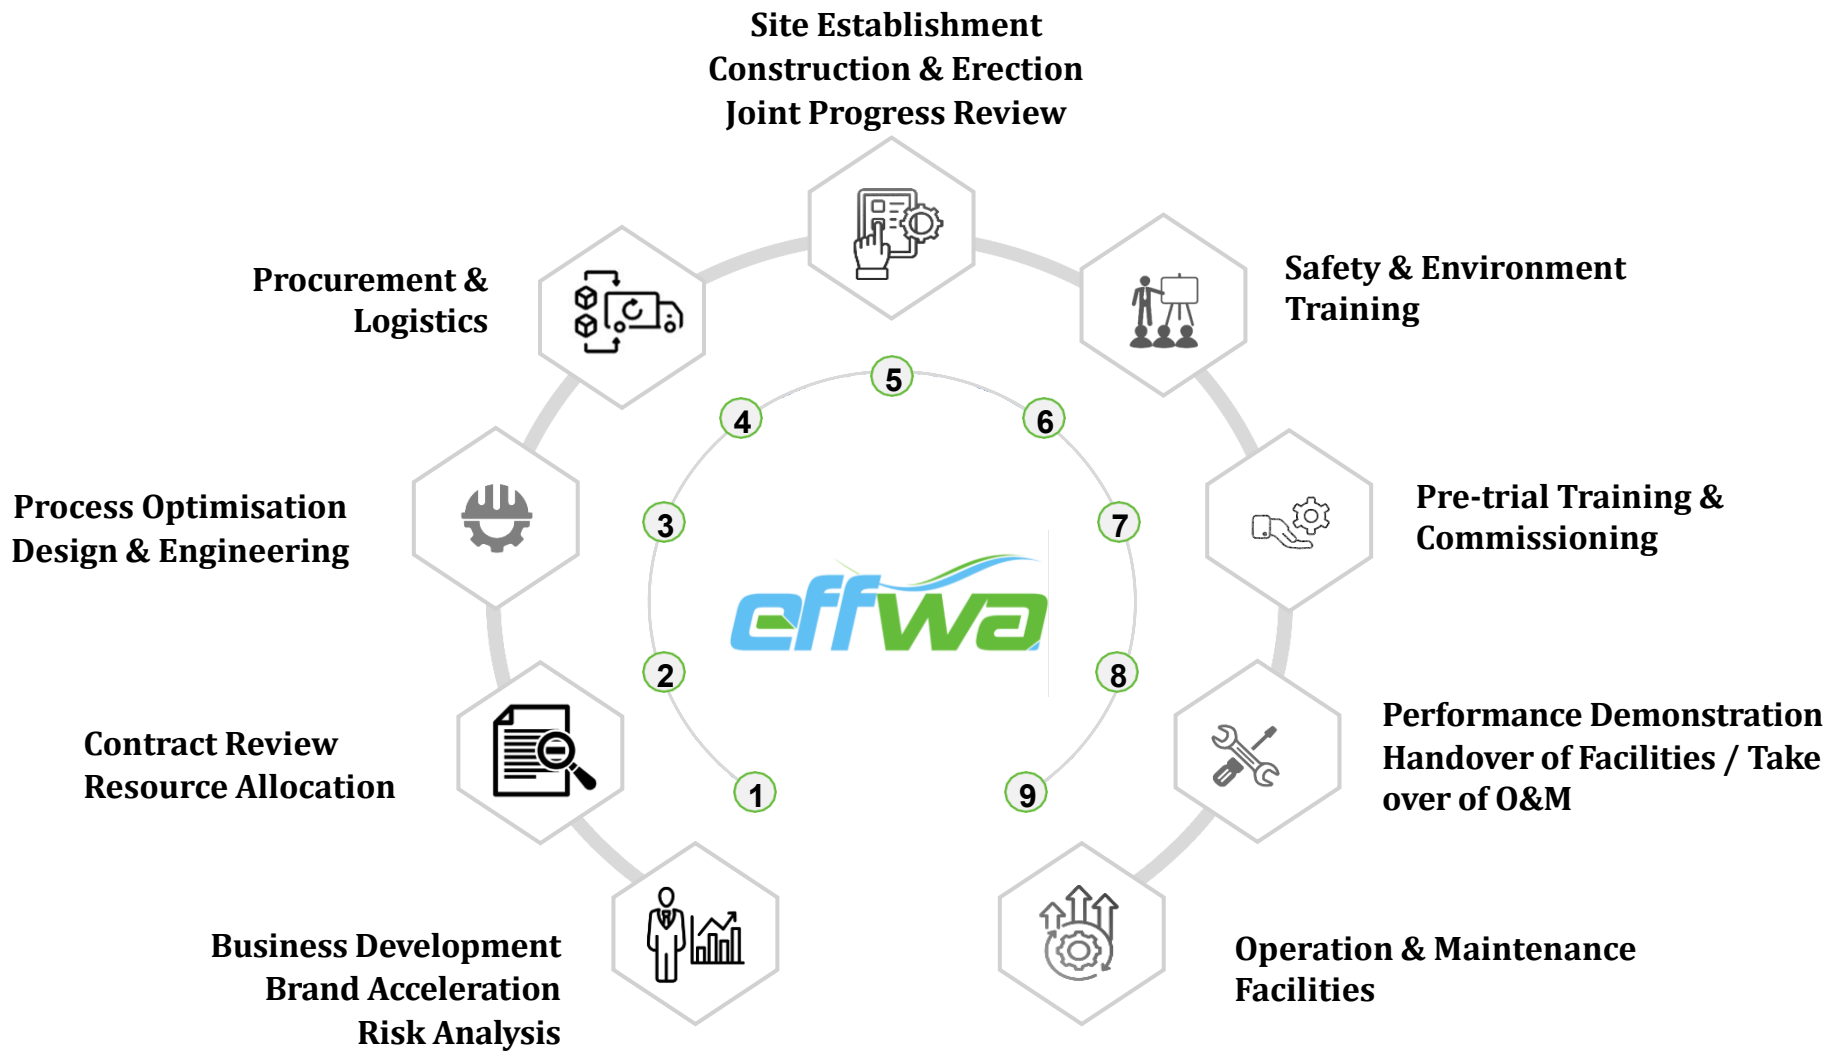 Site Establishment
Construction & Erection
Joint Progress Review
Procurement &
Logistics
Safety & Environment
Training
Process Optimisation
Design & Engineering
Pre-trial Training &
Commissioning
Contract Review
Resource Allocation
Performance Demonstration
Handover of Facilities / Take
over of O&M
Business Development
Brand Acceleration
Risk Analysis
Operation & Maintenance
Facilities
1
2
3
4
5
6
7
8
9
effwa